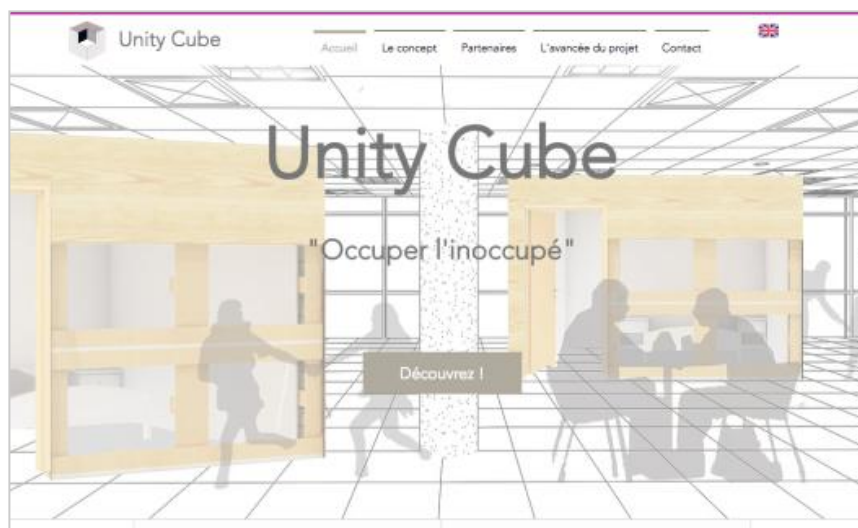 Unity Cube
Accueil Le concept Partenaires L'avancée du projet Contact
Unity Cube
"Occuper l'inoccupé"
Découvrez !